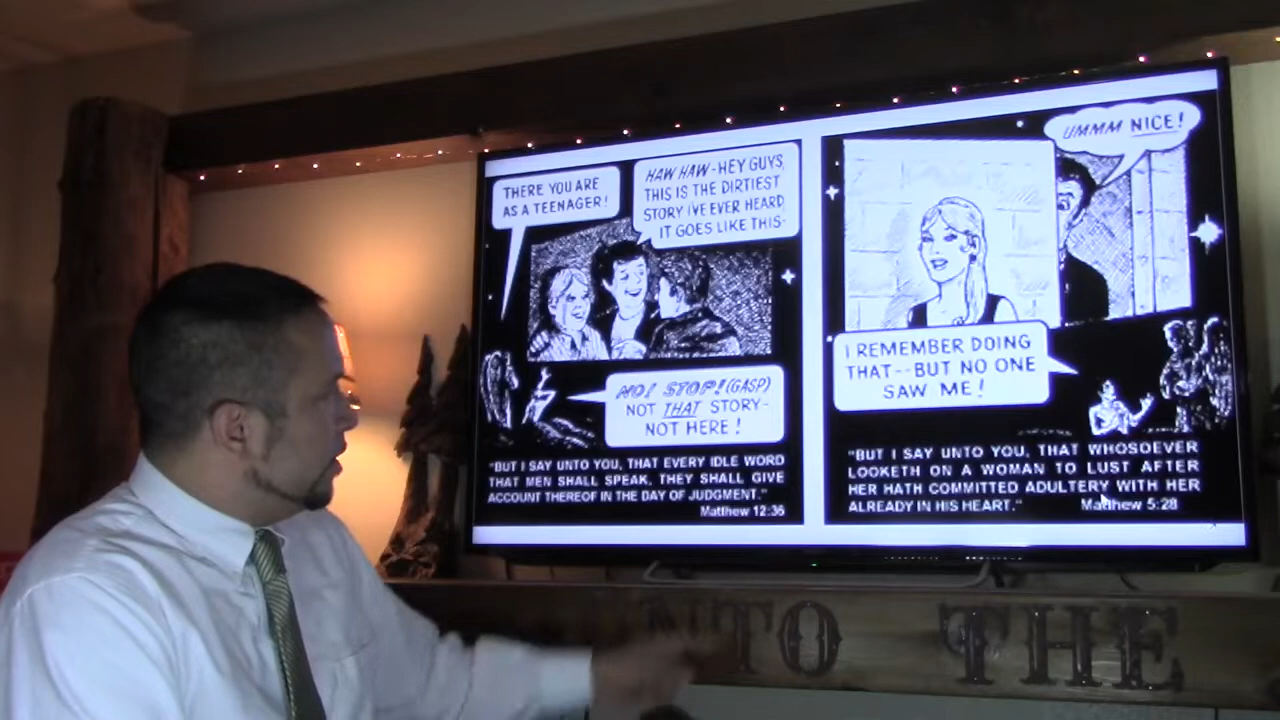 THERE YOU ARE
AS A TEENAGER!
HAW HAW-HEY GUYS,
THIS IS THE DIRTIEST
STORY I'VE EVER HEARD,
IT GOES LIKE THIS-
NO! STOP! (GASP)
NOT THAT STORY-
NOT HERE!
"BUT I SAY UNTO YOU, THAT EVERY IDLE WORD
THAT MEN SHALL SPEAK, THEY SHALL GIVE
ACCOUNT THEREOF IN THE DAY OF JUDGMENT."
Matthew 12:36
UMMM NICE!
I REMEMBER DOING
THAT--BUT NO ONE
SAW ME!
"BUT I SAY UNTO YOU, THAT WHOSOEVER
LOOKETH ON A WOMAN TO LUST AFTER
HER HATH COMMITTED ADULTERY WITH HER
ALREADY IN HIS HEART." Matthew 5:28
UNTO THE